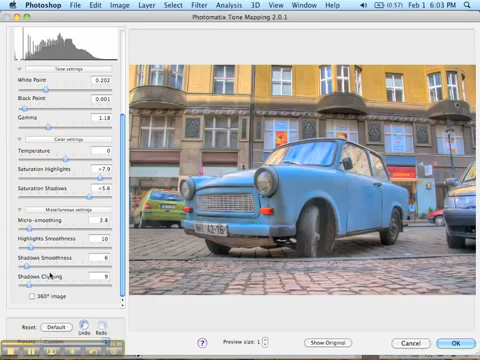 Photoshop File Edit Image Layer Select Filter Analysis 3D View Window Help (0:57) Feb 1 6:03 PM
Photomatix Tone Mapping 2.0.1
Tone settings
White Point 0.202
Black Point 0.001
Gamma 1.18
Color settings
Temperature 0
Saturation Highlights +7.9
Saturation Shadows +5.6
Miscellaneous settings
Micro-smoothing 2.8
Highlights Smoothness 10
Shadows Smoothness 6
Shadows Clipping 9
360º image
Reset: Default Undo Redo
Presets: Custom
? Preview size: 1 Show Original Cancel OK